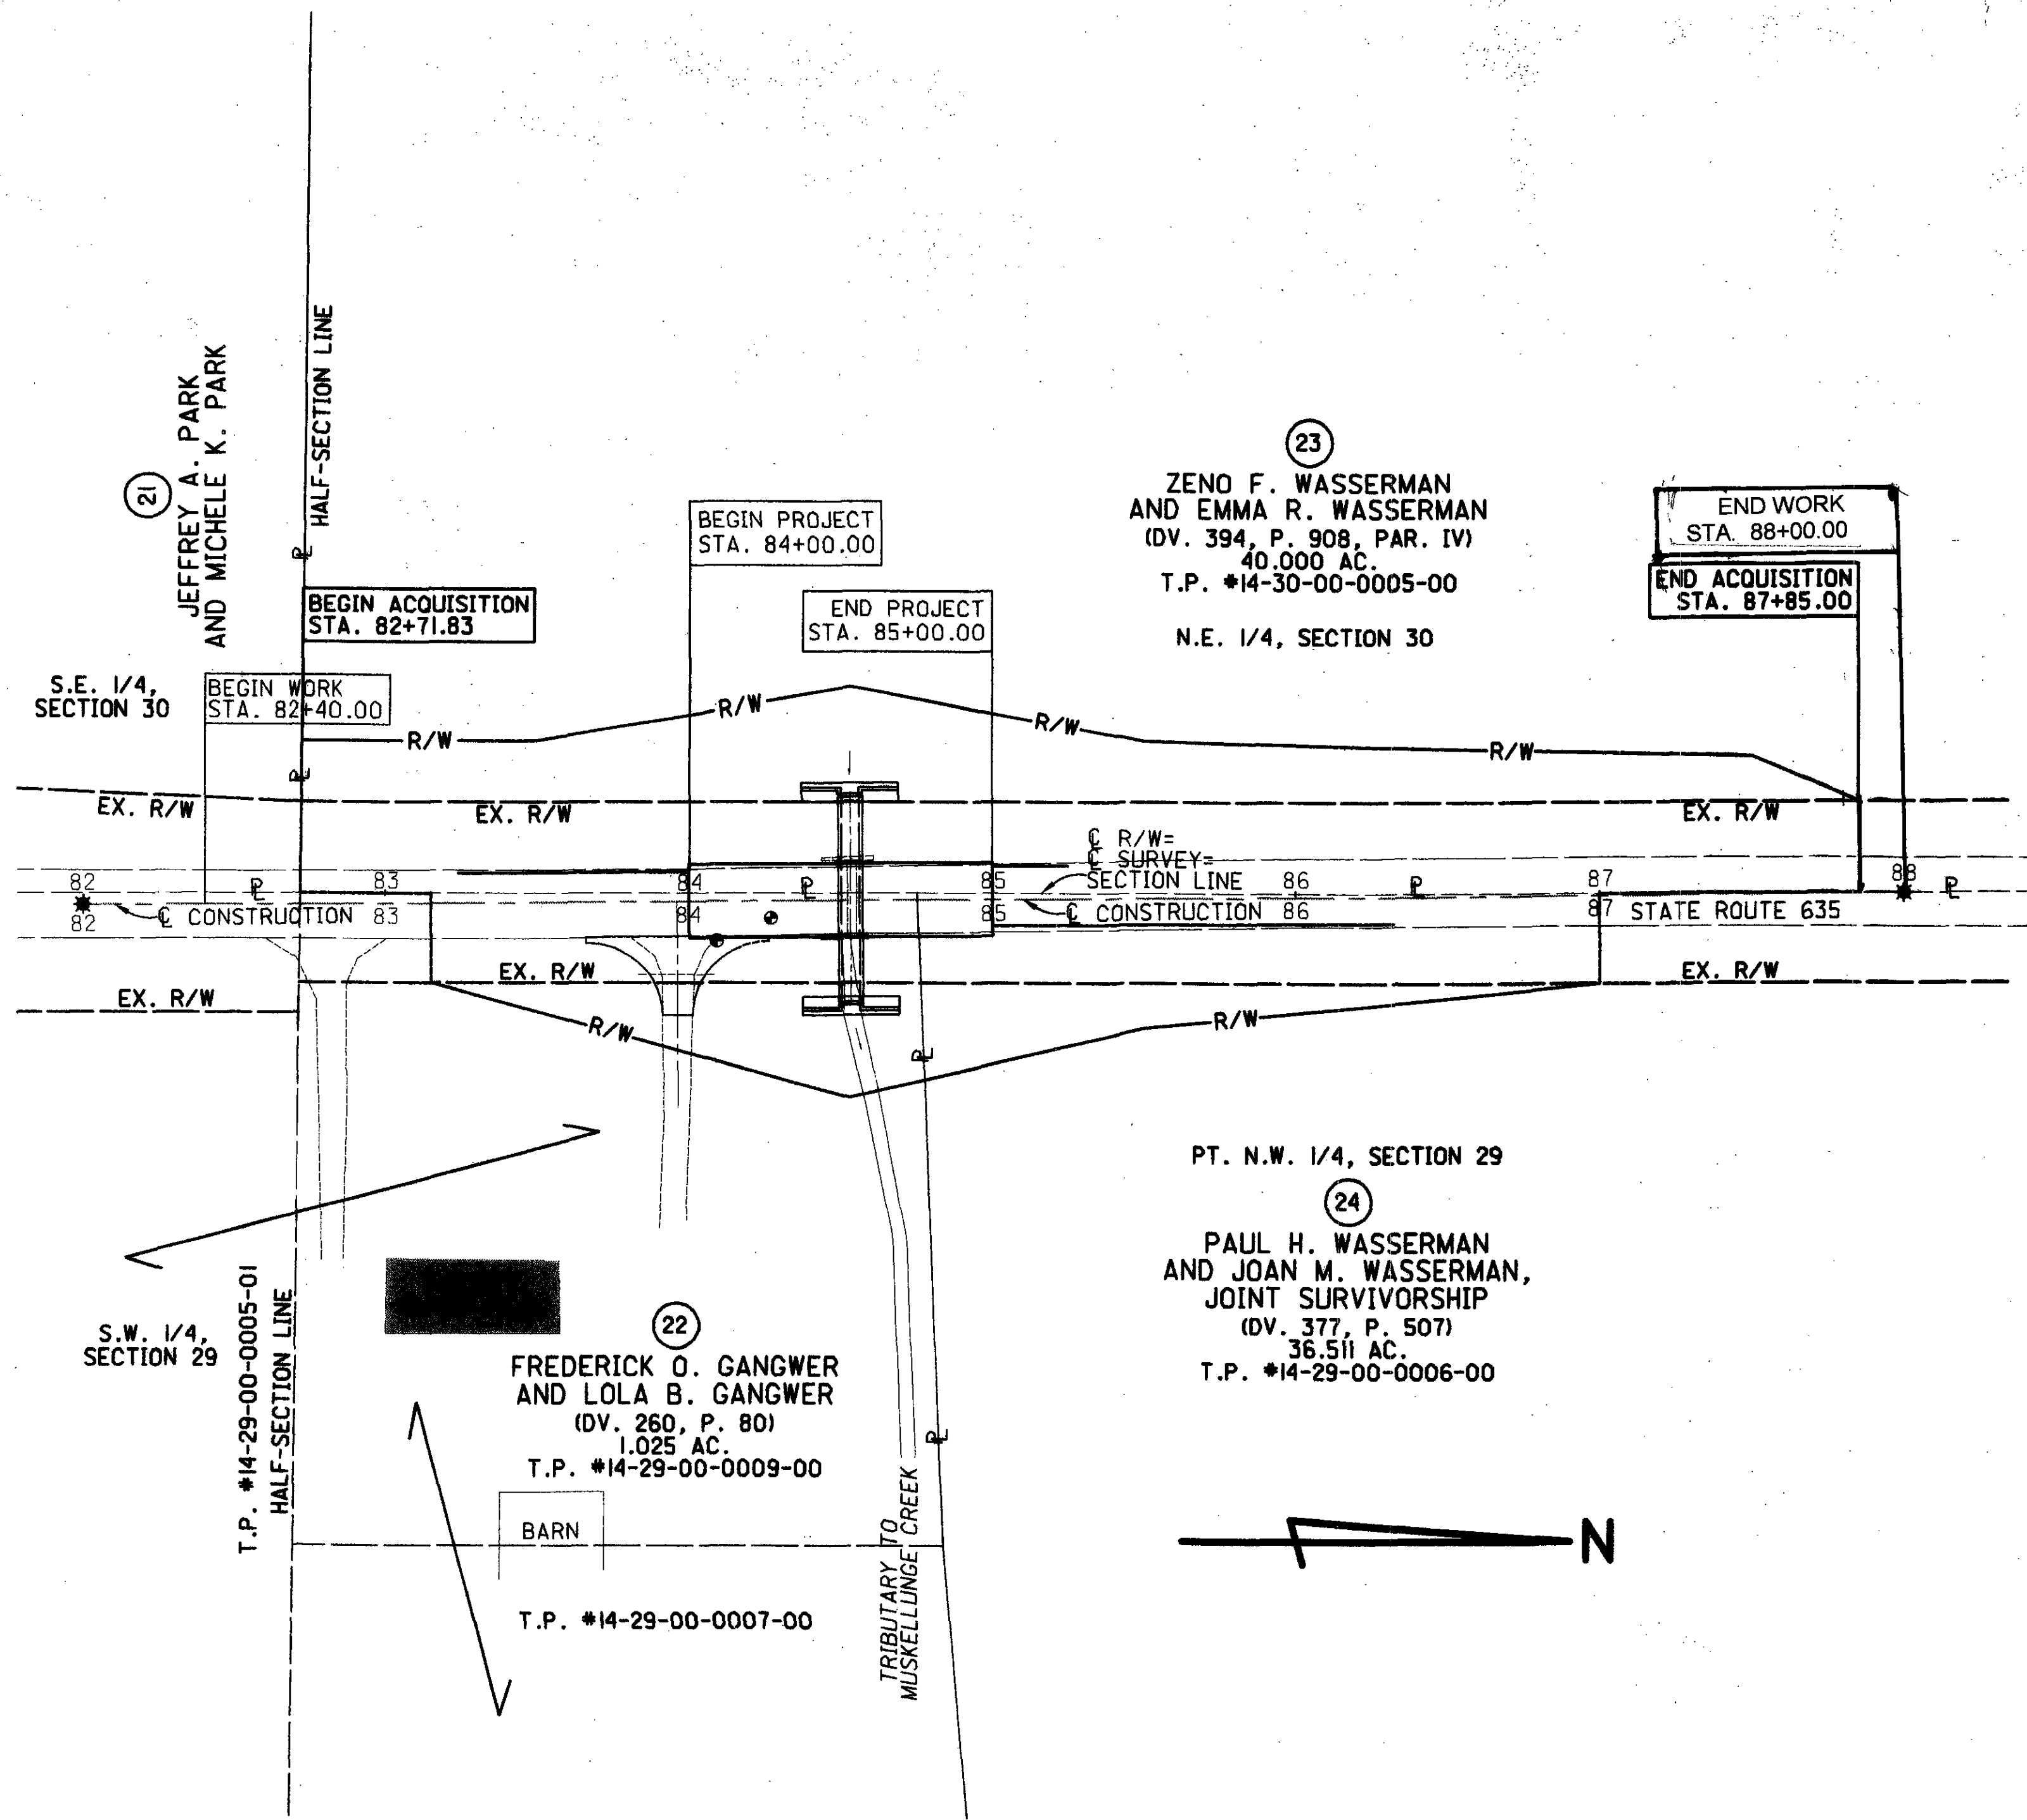 21
JEFFREY A. PARK
AND MICHELE K. PARK
HALF-SECTION LINE
BEGIN ACQUISITION
STA. 82+71.83
BEGIN PROJECT
STA. 84+00.00
END PROJECT
STA. 85+00.00
23
ZENO F. WASSERMAN
AND EMMA R. WASSERMAN
(DV. 394, P. 908, PAR. IV)
40.000 AC.
T.P. #14-30-00-0005-00
N.E. 1/4, SECTION 30
END WORK
STA. 88+00.00
END ACQUISITION
STA. 87+85.00
S.E. 1/4,
SECTION 30
BEGIN WORK
STA. 82+40.00
R/W
R/W
R/W
R/W
EX. R/W
EX. R/W
EX. R/W
℄ R/W=
℄ SURVEY=
SECTION LINE
82
83
84
85
86
87
88
82
℄ CONSTRUCTION
83
84
85
℄ CONSTRUCTION
86
87
STATE ROUTE 635
EX. R/W
EX. R/W
EX. R/W
R/W
R/W
PT. N.W. 1/4, SECTION 29
24
PAUL H. WASSERMAN
AND JOAN M. WASSERMAN,
JOINT SURVIVORSHIP
(DV. 377, P. 507)
36.511 AC.
T.P. #14-29-00-0006-00
S.W. 1/4,
SECTION 29
T.P. #14-29-00-0005-01
HALF-SECTION LINE
22
FREDERICK O. GANGWER
AND LOLA B. GANGWER
(DV. 260, P. 80)
1.025 AC.
T.P. #14-29-00-0009-00
BARN
T.P. #14-29-00-0007-00
TRIBUTARY TO
MUSKELLUNGE CREEK
N